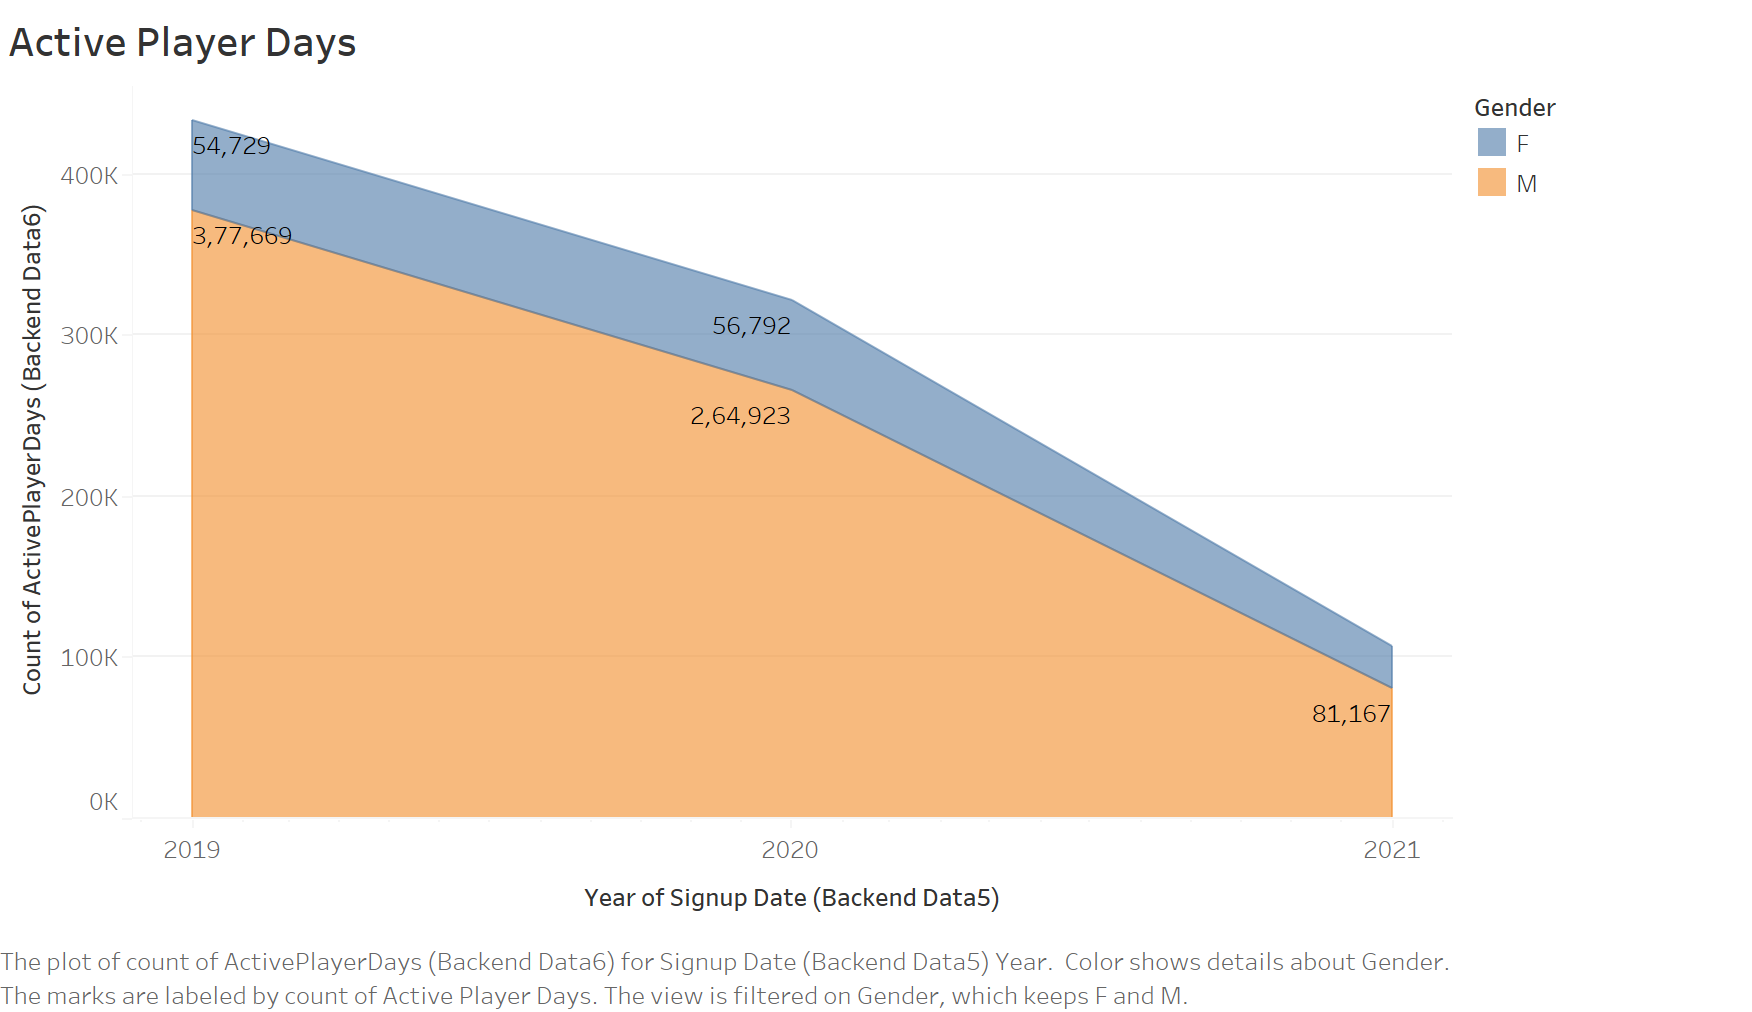 Active Player Days
Gender
F
M
Count of ActivePlayerDays (Backend Data6)
400K
300K
200K
100K
0K
54,729
3,77,669
56,792
2,64,923
81,167
2019
2020
2021
Year of Signup Date (Backend Data5)
The plot of count of ActivePlayerDays (Backend Data6) for Signup Date (Backend Data5) Year.  Color shows details about Gender.
The marks are labeled by count of Active Player Days. The view is filtered on Gender, which keeps F and M.